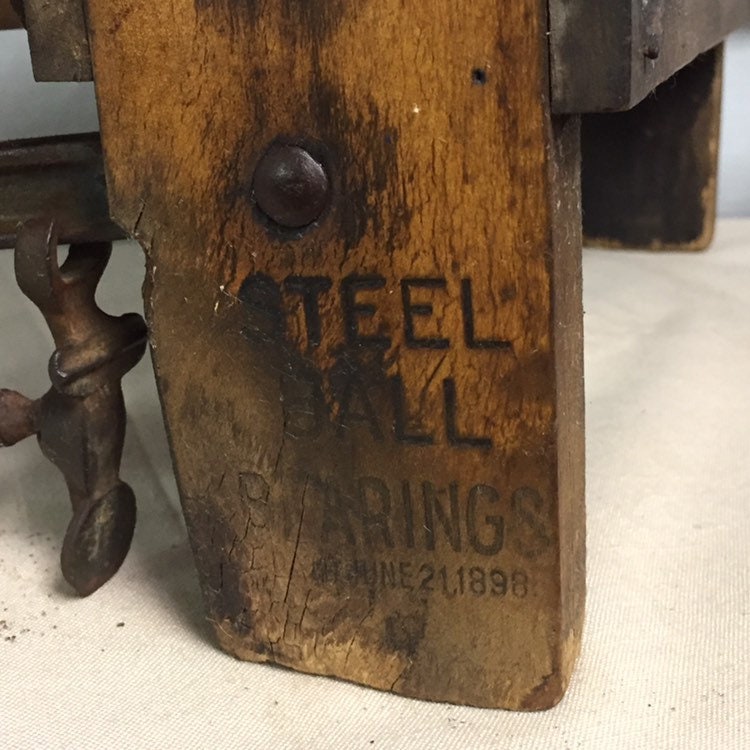 STEEL
BALL
BEARINGS
JUNE 21, 1898